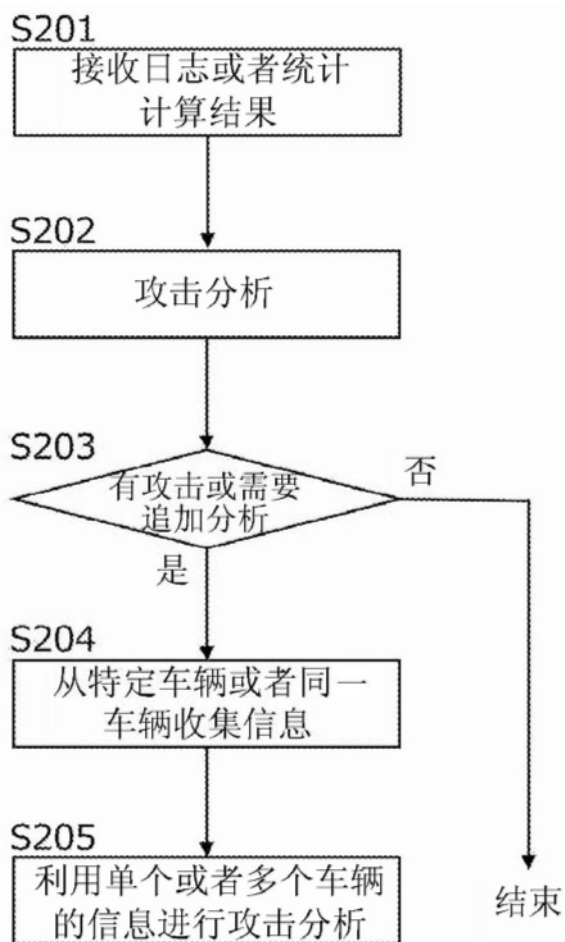 S201
接收日志或者统计
计算结果
S202
攻击分析
S203
有攻击或需要
追加分析
否
是
S204
从特定车辆或者同一
车辆收集信息
S205
利用单个或者多个车辆
的信息进行攻击分析
结束